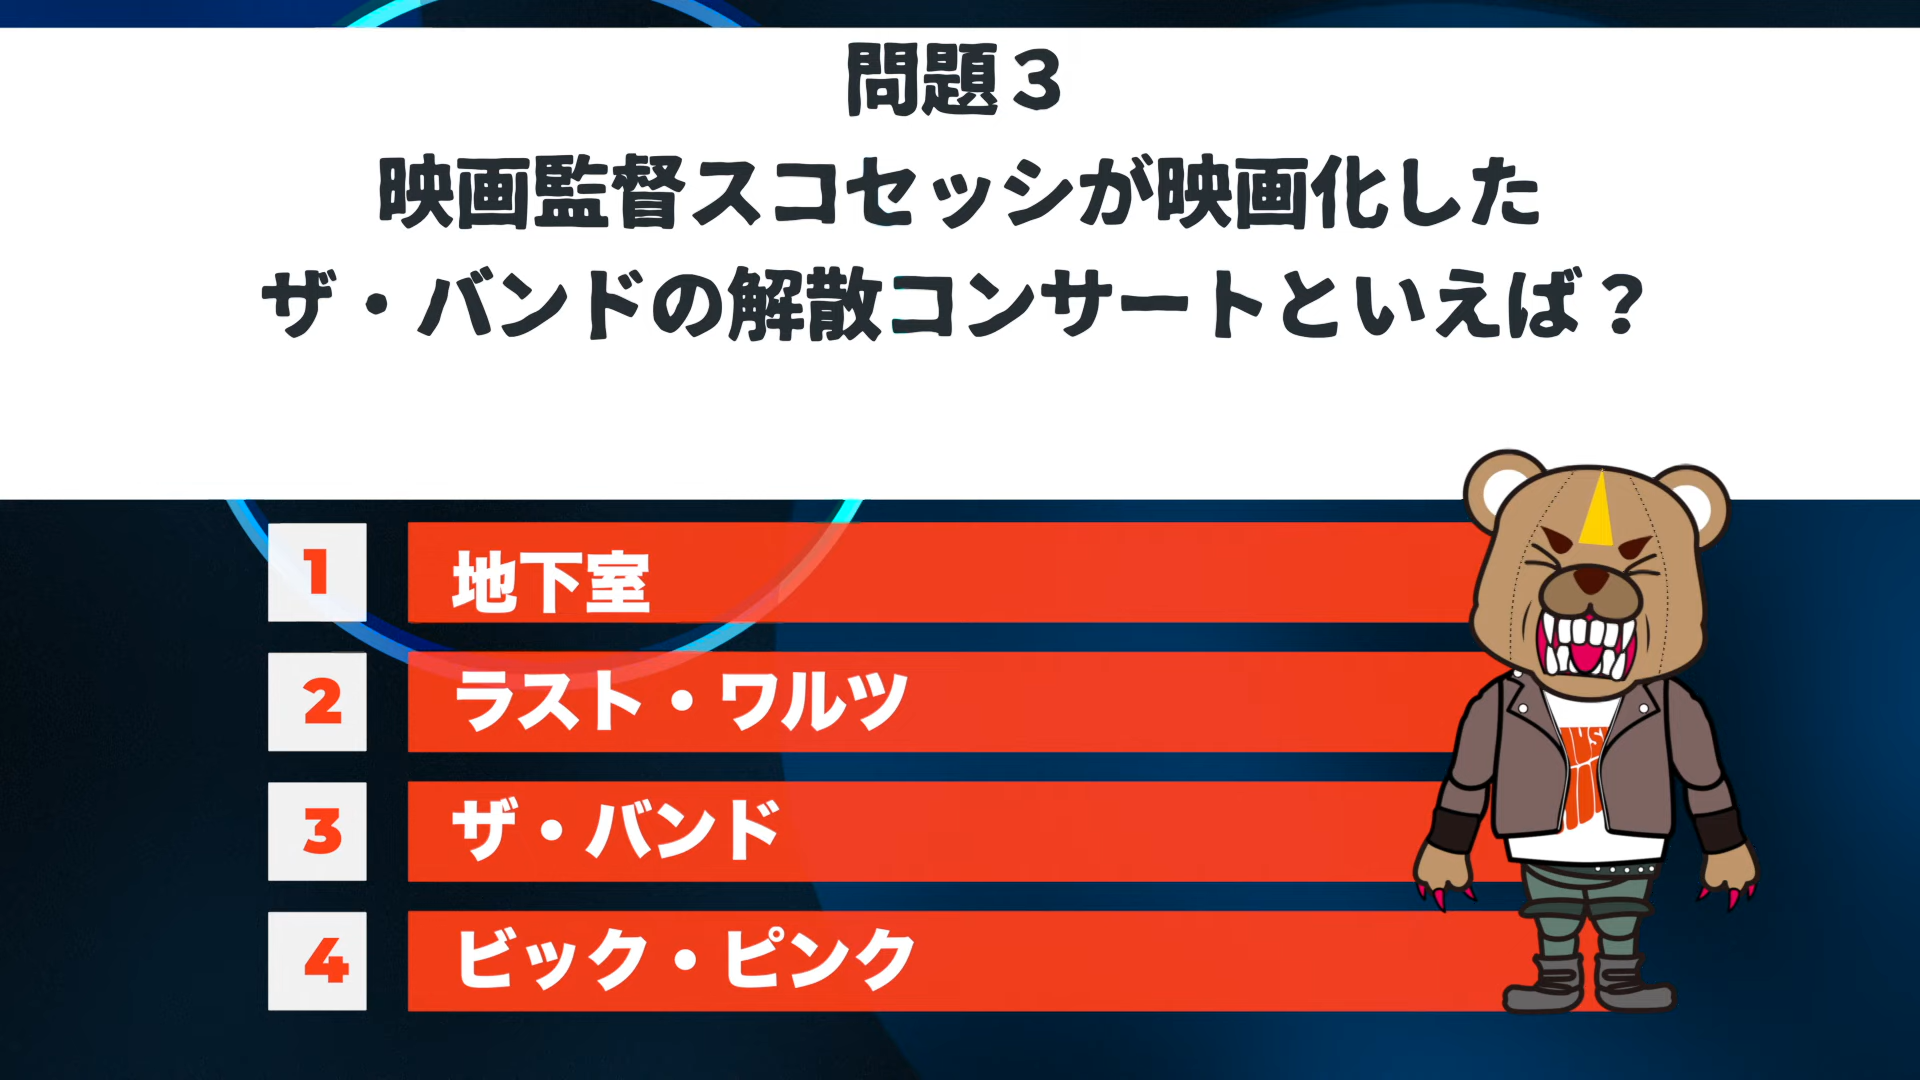 問題３
映画監督スコセッシが映画化した
ザ・バンドの解散コンサートといえば？
1 地下室
2 ラスト・ワルツ
3 ザ・バンド
4 ビック・ピンク